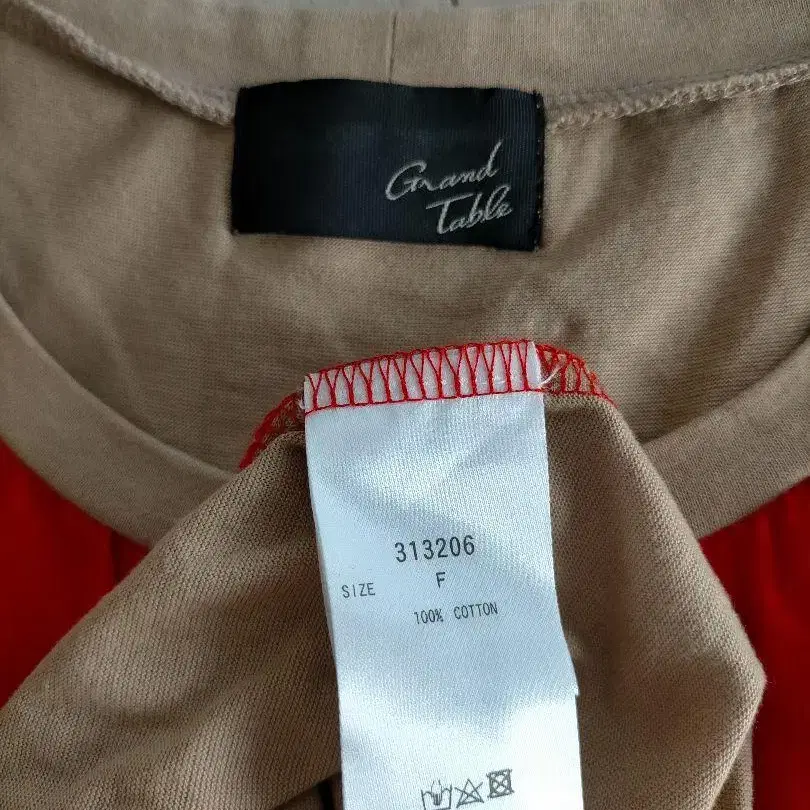 Grand
Table
313206
SIZE F
100% COTTON